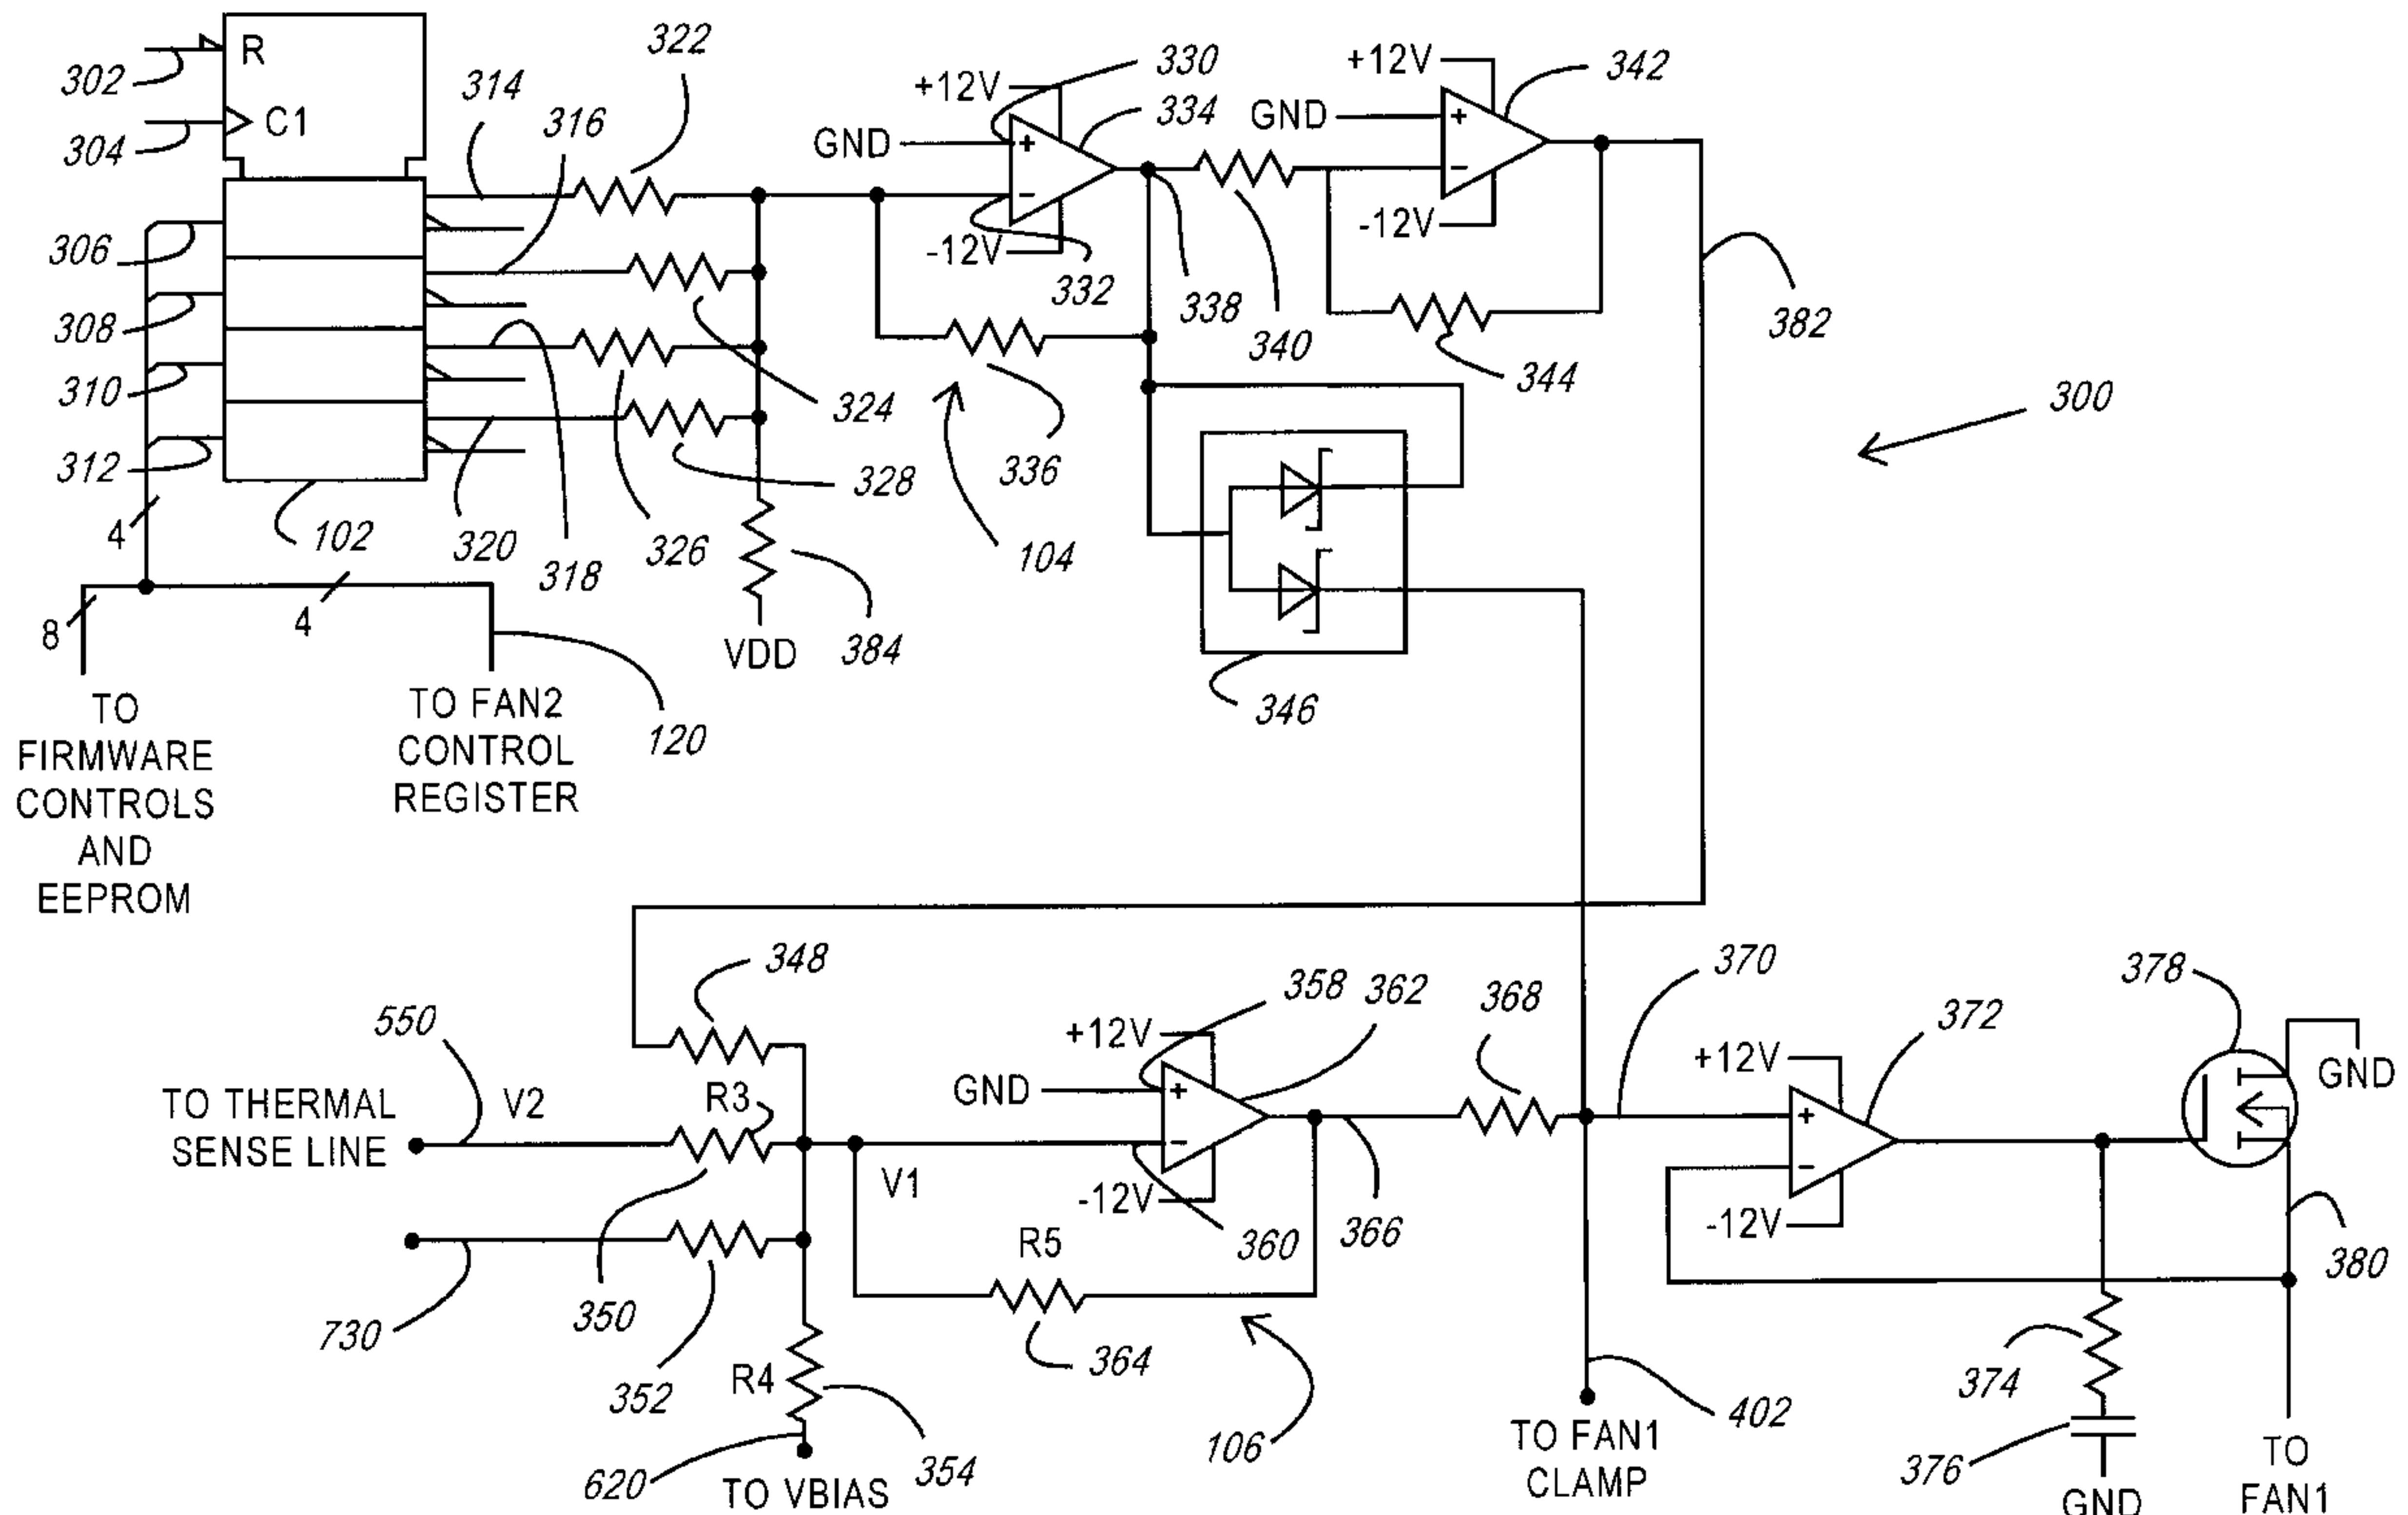 R
302
C1
304
314
316
322
306
308
310
312
4
102
320
318
326
324
328
384
VDD
8
4
TO
FIRMWARE
CONTROLS
AND
EEPROM
TO FAN2
CONTROL
REGISTER
120
+12V
330
334
GND
+
-
-12V
332
338
340
336
104
346
+12V
342
GND
+
-
-12V
344
382
300
348
550
TO THERMAL
SENSE LINE
V2
R3
730
350
352
R4
354
620
TO VBIAS
V1
+12V
358
362
GND
+
-
-12V
360
366
R5
364
106
368
370
402
TO FAN1
CLAMP
+12V
372
+
-
-12V
378
GND
380
374
376
GND
TO
FAN1